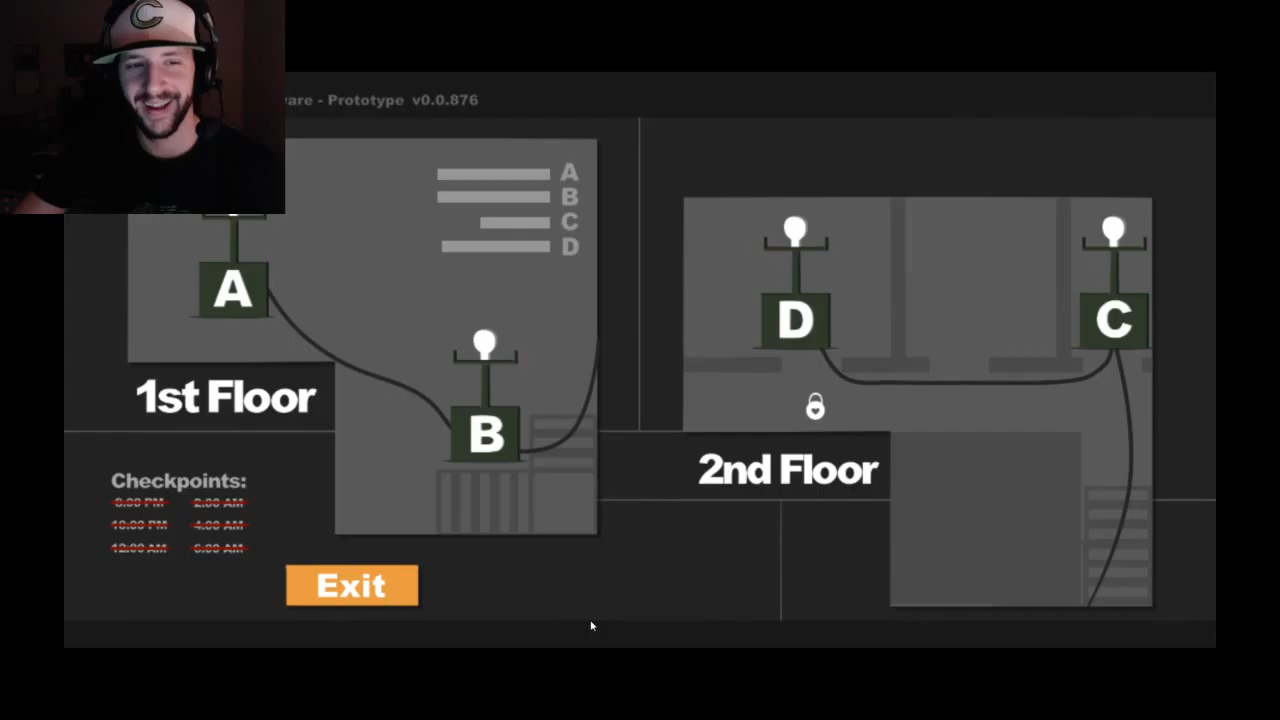 C
ware - Prototype v0.0.876
A
B
C
D
A
B
1st Floor
D
C
2nd Floor
Checkpoints:
8:00 PM 2:00 AM
10:00 PM 4:00 AM
12:00 AM 6:00 AM
Exit